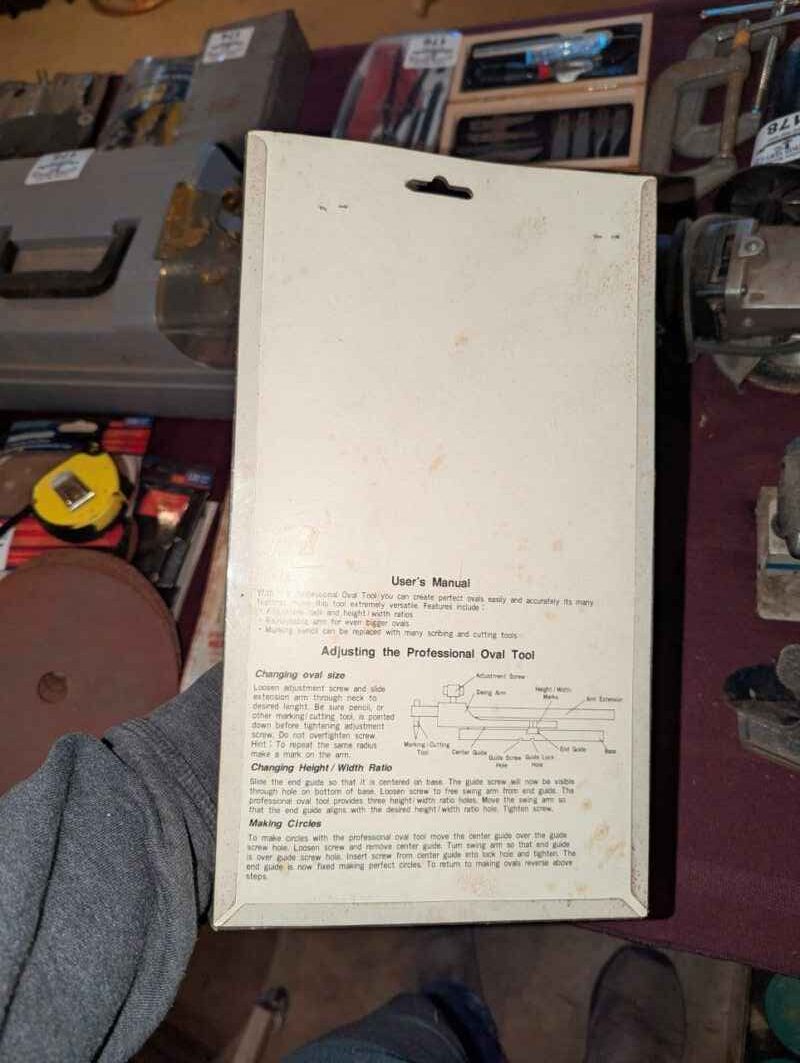 178
User's Manual
Professional Oval Tool you can create perfect ovals easily and accurately its many
this tool extremely versatile. Features include :
and height/width ratios
arm for even bigger ovals
· Marking pencil can be replaced with many scribing and cutting tools
Adjusting the Professional Oval Tool
Changing oval size
Loosen adjustment screw and slide
extension arm through neck to
desired lenght. Be sure pencil, or
other marking/cutting tool, is pointed
down before tightening adjustment
screw. Do not overtighten screw.
Hint : To repeat the same radius
make a mark on the arm.
Adjustment Screw
Swing Arm
Height/Width
Marks
Arm Extension
Marking/Cutting
Tool
Center Guide
Guide Screw
Hole
Guide Lock
Hole
End Guide
Base
Changing Height/Width Ratio
Slide the end guide so that it is centered on base. The guide screw will now be visible
through hole on bottom of base. Loosen screw to free swing arm from end guide. The
professional oval tool provides three height/width ratio holes. Move the swing arm so
that the end guide aligns with the desired height/width ratio hole. Tighten screw.
Making Circles
To make circles with the professional oval tool move the center guide over the guide
screw hole. Loosen screw and remove center guide. Turn swing arm so that end guide
is over guide screw hole. Insert screw from center guide into lock hole and tighten. The
end guide is now fixed making perfect circles. To return to making ovals reverse above
steps.